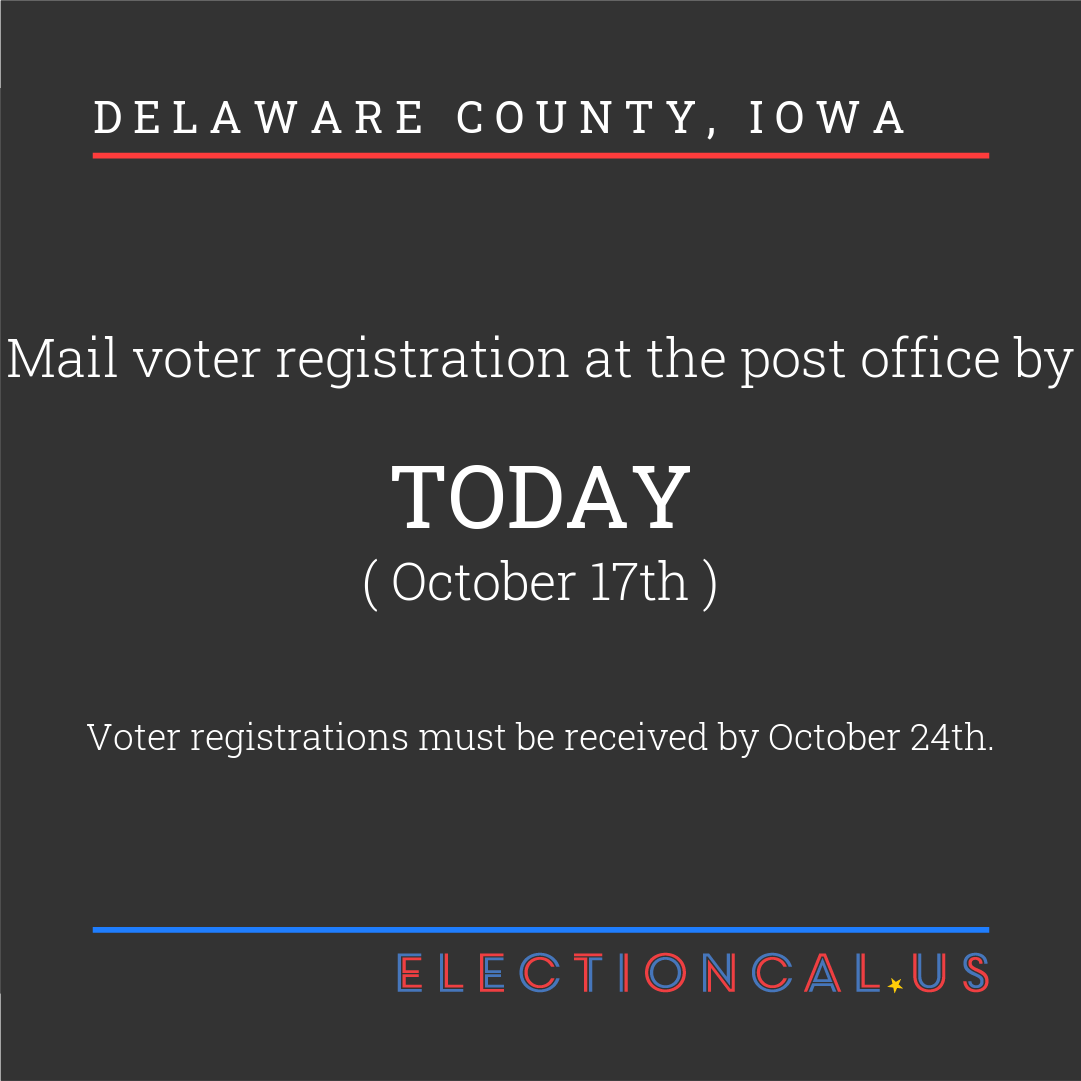 DELAWARE COUNTY, IOWA
Mail voter registration at the post office by
TODAY
( October 17th )
Voter registrations must be received by October 24th.
ELECTIONCAL.US